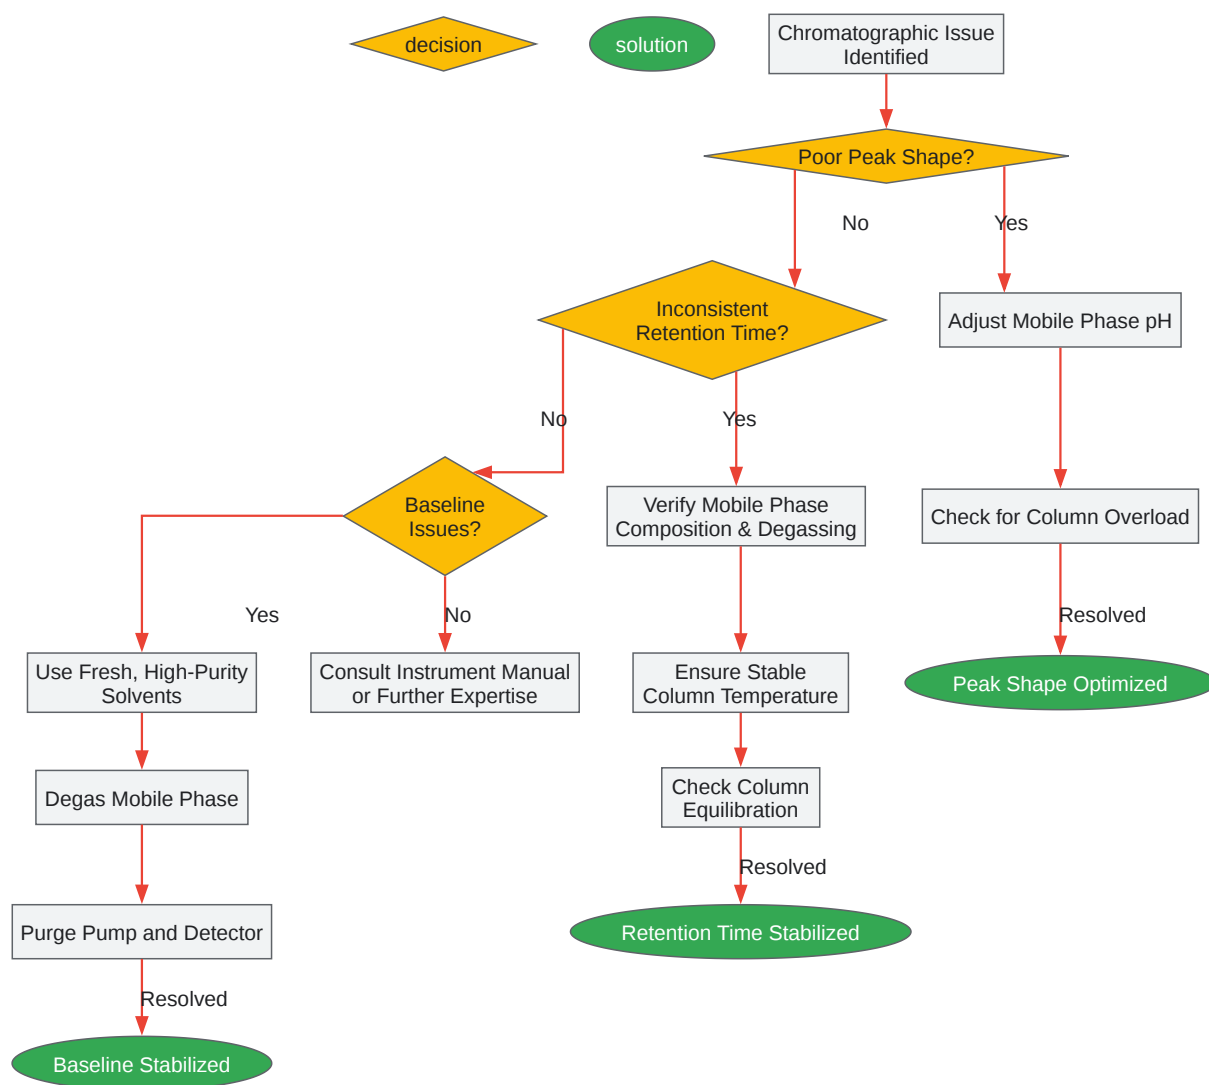 decision
solution
Chromatographic Issue
Identified
Poor Peak Shape?
No
Yes
Inconsistent
Retention Time?
Adjust Mobile Phase pH
No
Yes
Baseline
Issues?
Verify Mobile Phase
Composition & Degassing
Check for Column Overload
Yes
No
Resolved
Use Fresh, High-Purity
Solvents
Consult Instrument Manual
or Further Expertise
Ensure Stable
Column Temperature
Peak Shape Optimized
Degas Mobile Phase
Check Column
Equilibration
Resolved
Purge Pump and Detector
Retention Time Stabilized
Resolved
Baseline Stabilized